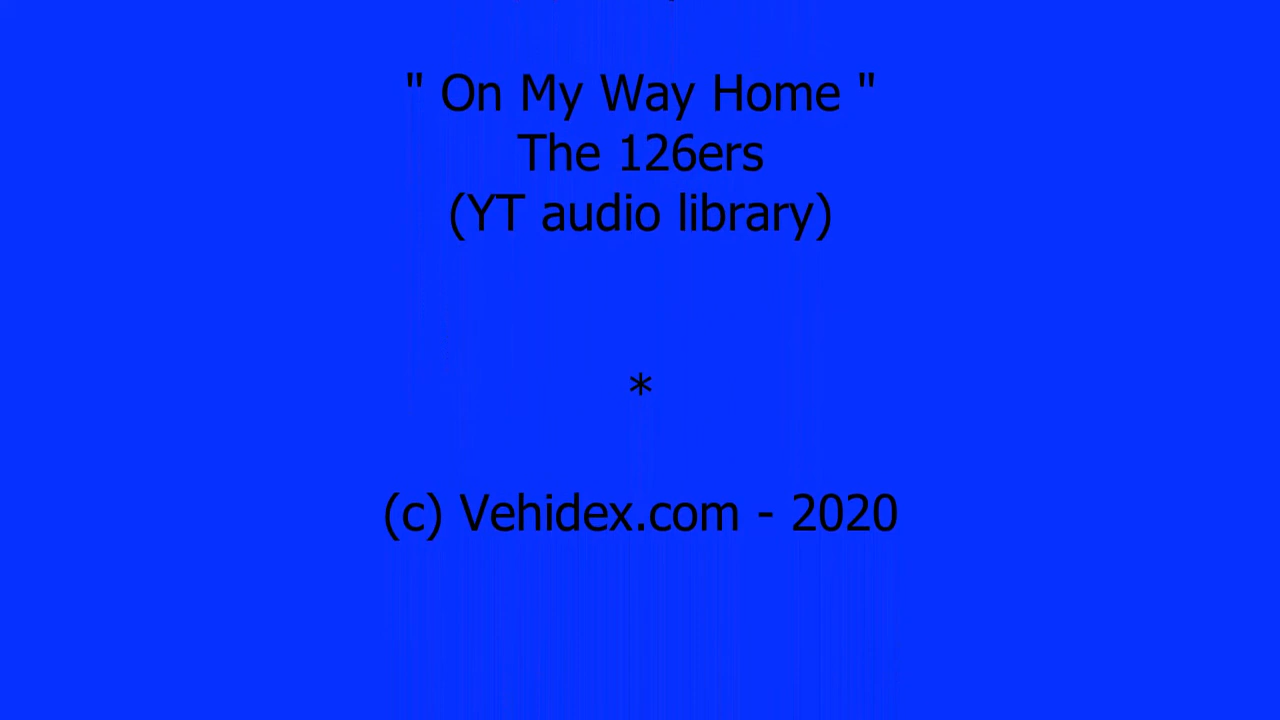 " On My Way Home "
The 126ers
(YT audio library)
*
(c) Vehidex.com - 2020